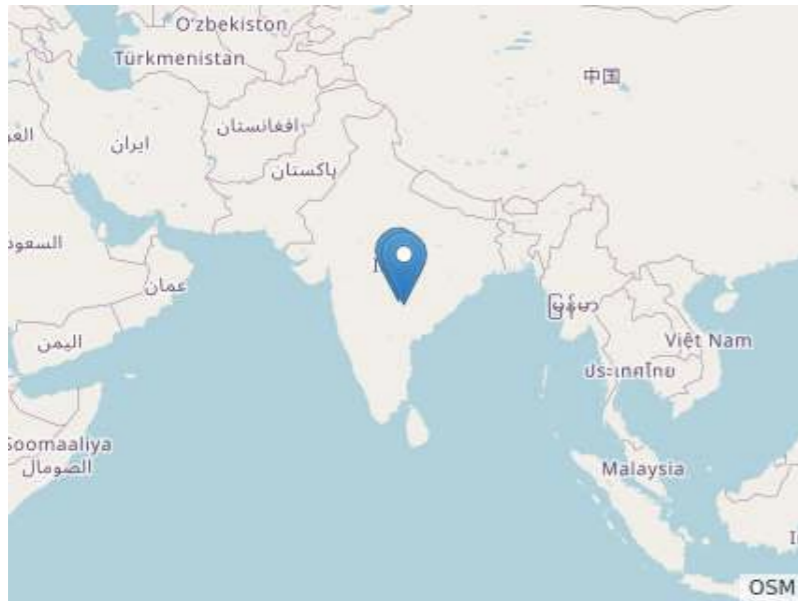 Oʻzbekiston
Türkmenistan
中国
افغانستان
ایران
پاکستان
السعود
عمان
မြန်မာ
اليمن
Việt Nam
ประเทศไทย
Soomaaliya
الصومال
Malaysia
OSM